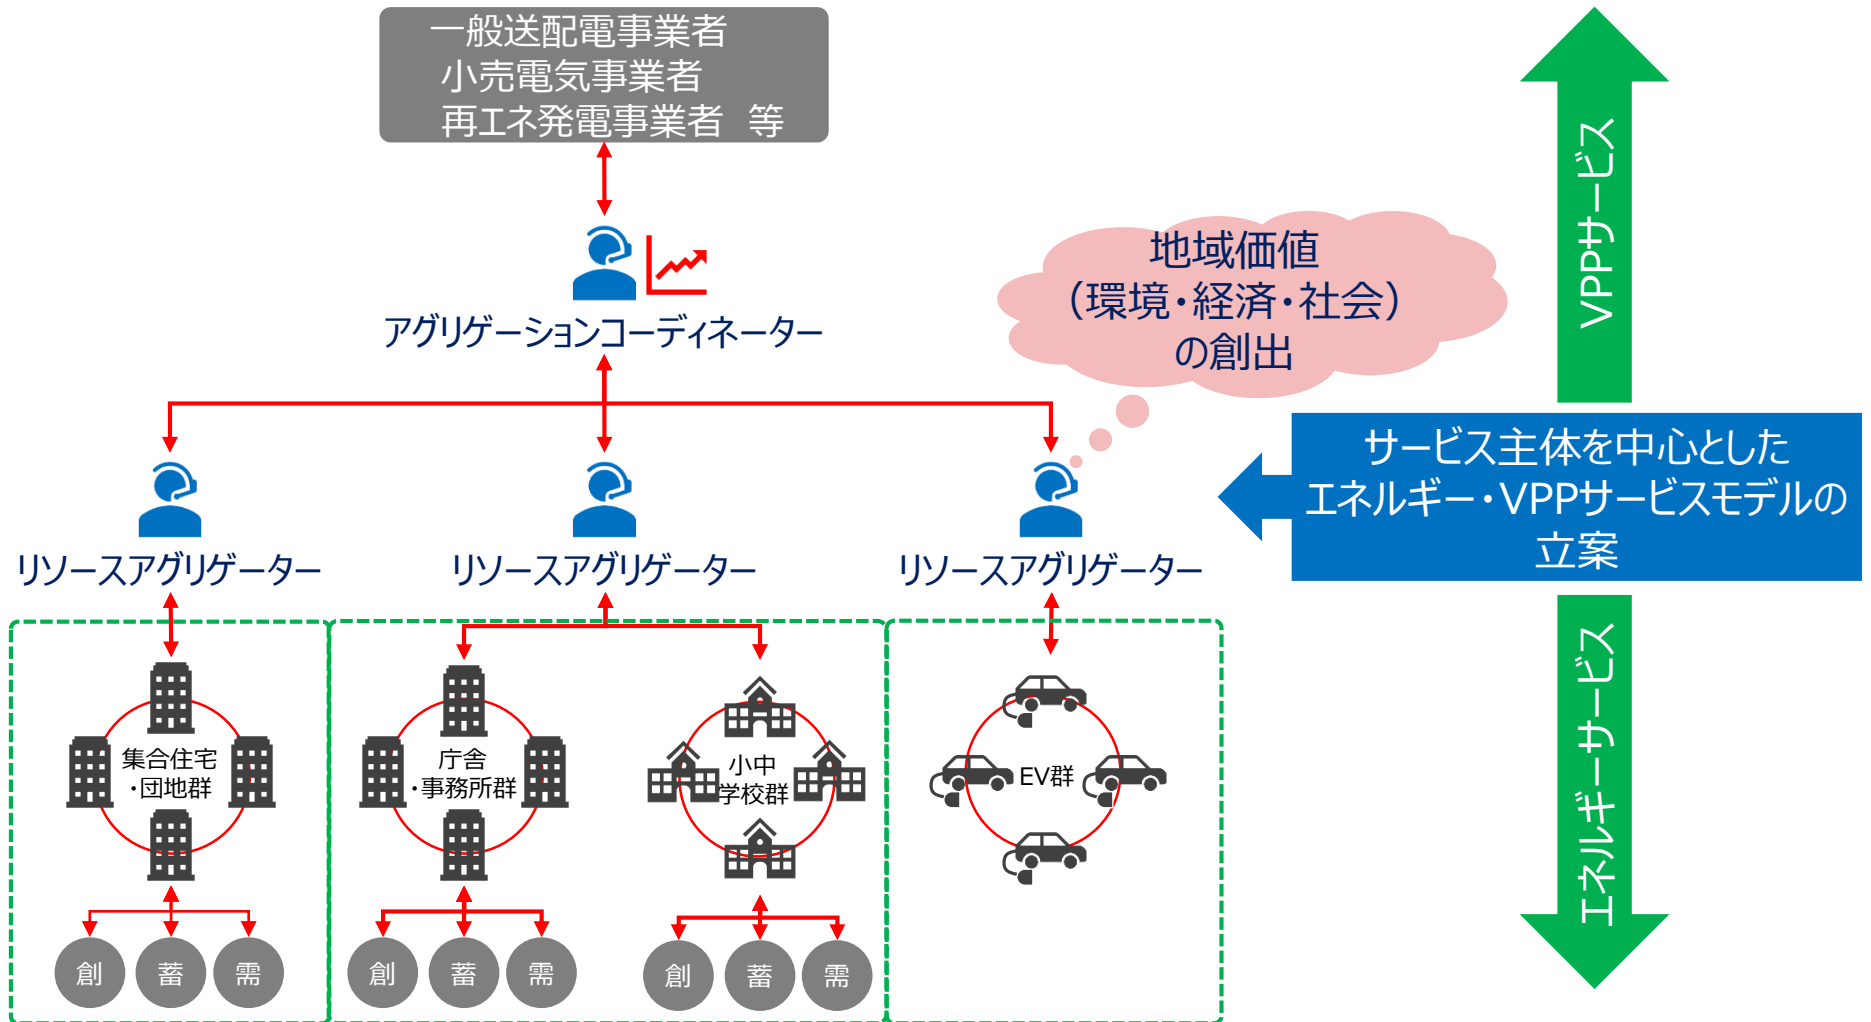 一般送配電事業者
小売電気事業者
再エネ発電事業者　等
アグリゲーションコーディネーター
地域価値
（環境・経済・社会）
の創出
VPPサービス
サービス主体を中心とした
エネルギー・VPPサービスモデルの
立案
リソースアグリゲーター
リソースアグリゲーター
リソースアグリゲーター
エネルギーサービス
集合住宅
・団地群
庁舎
・事務所群
小中
学校群
EV群
創
蓄
需
創
蓄
需
創
蓄
需